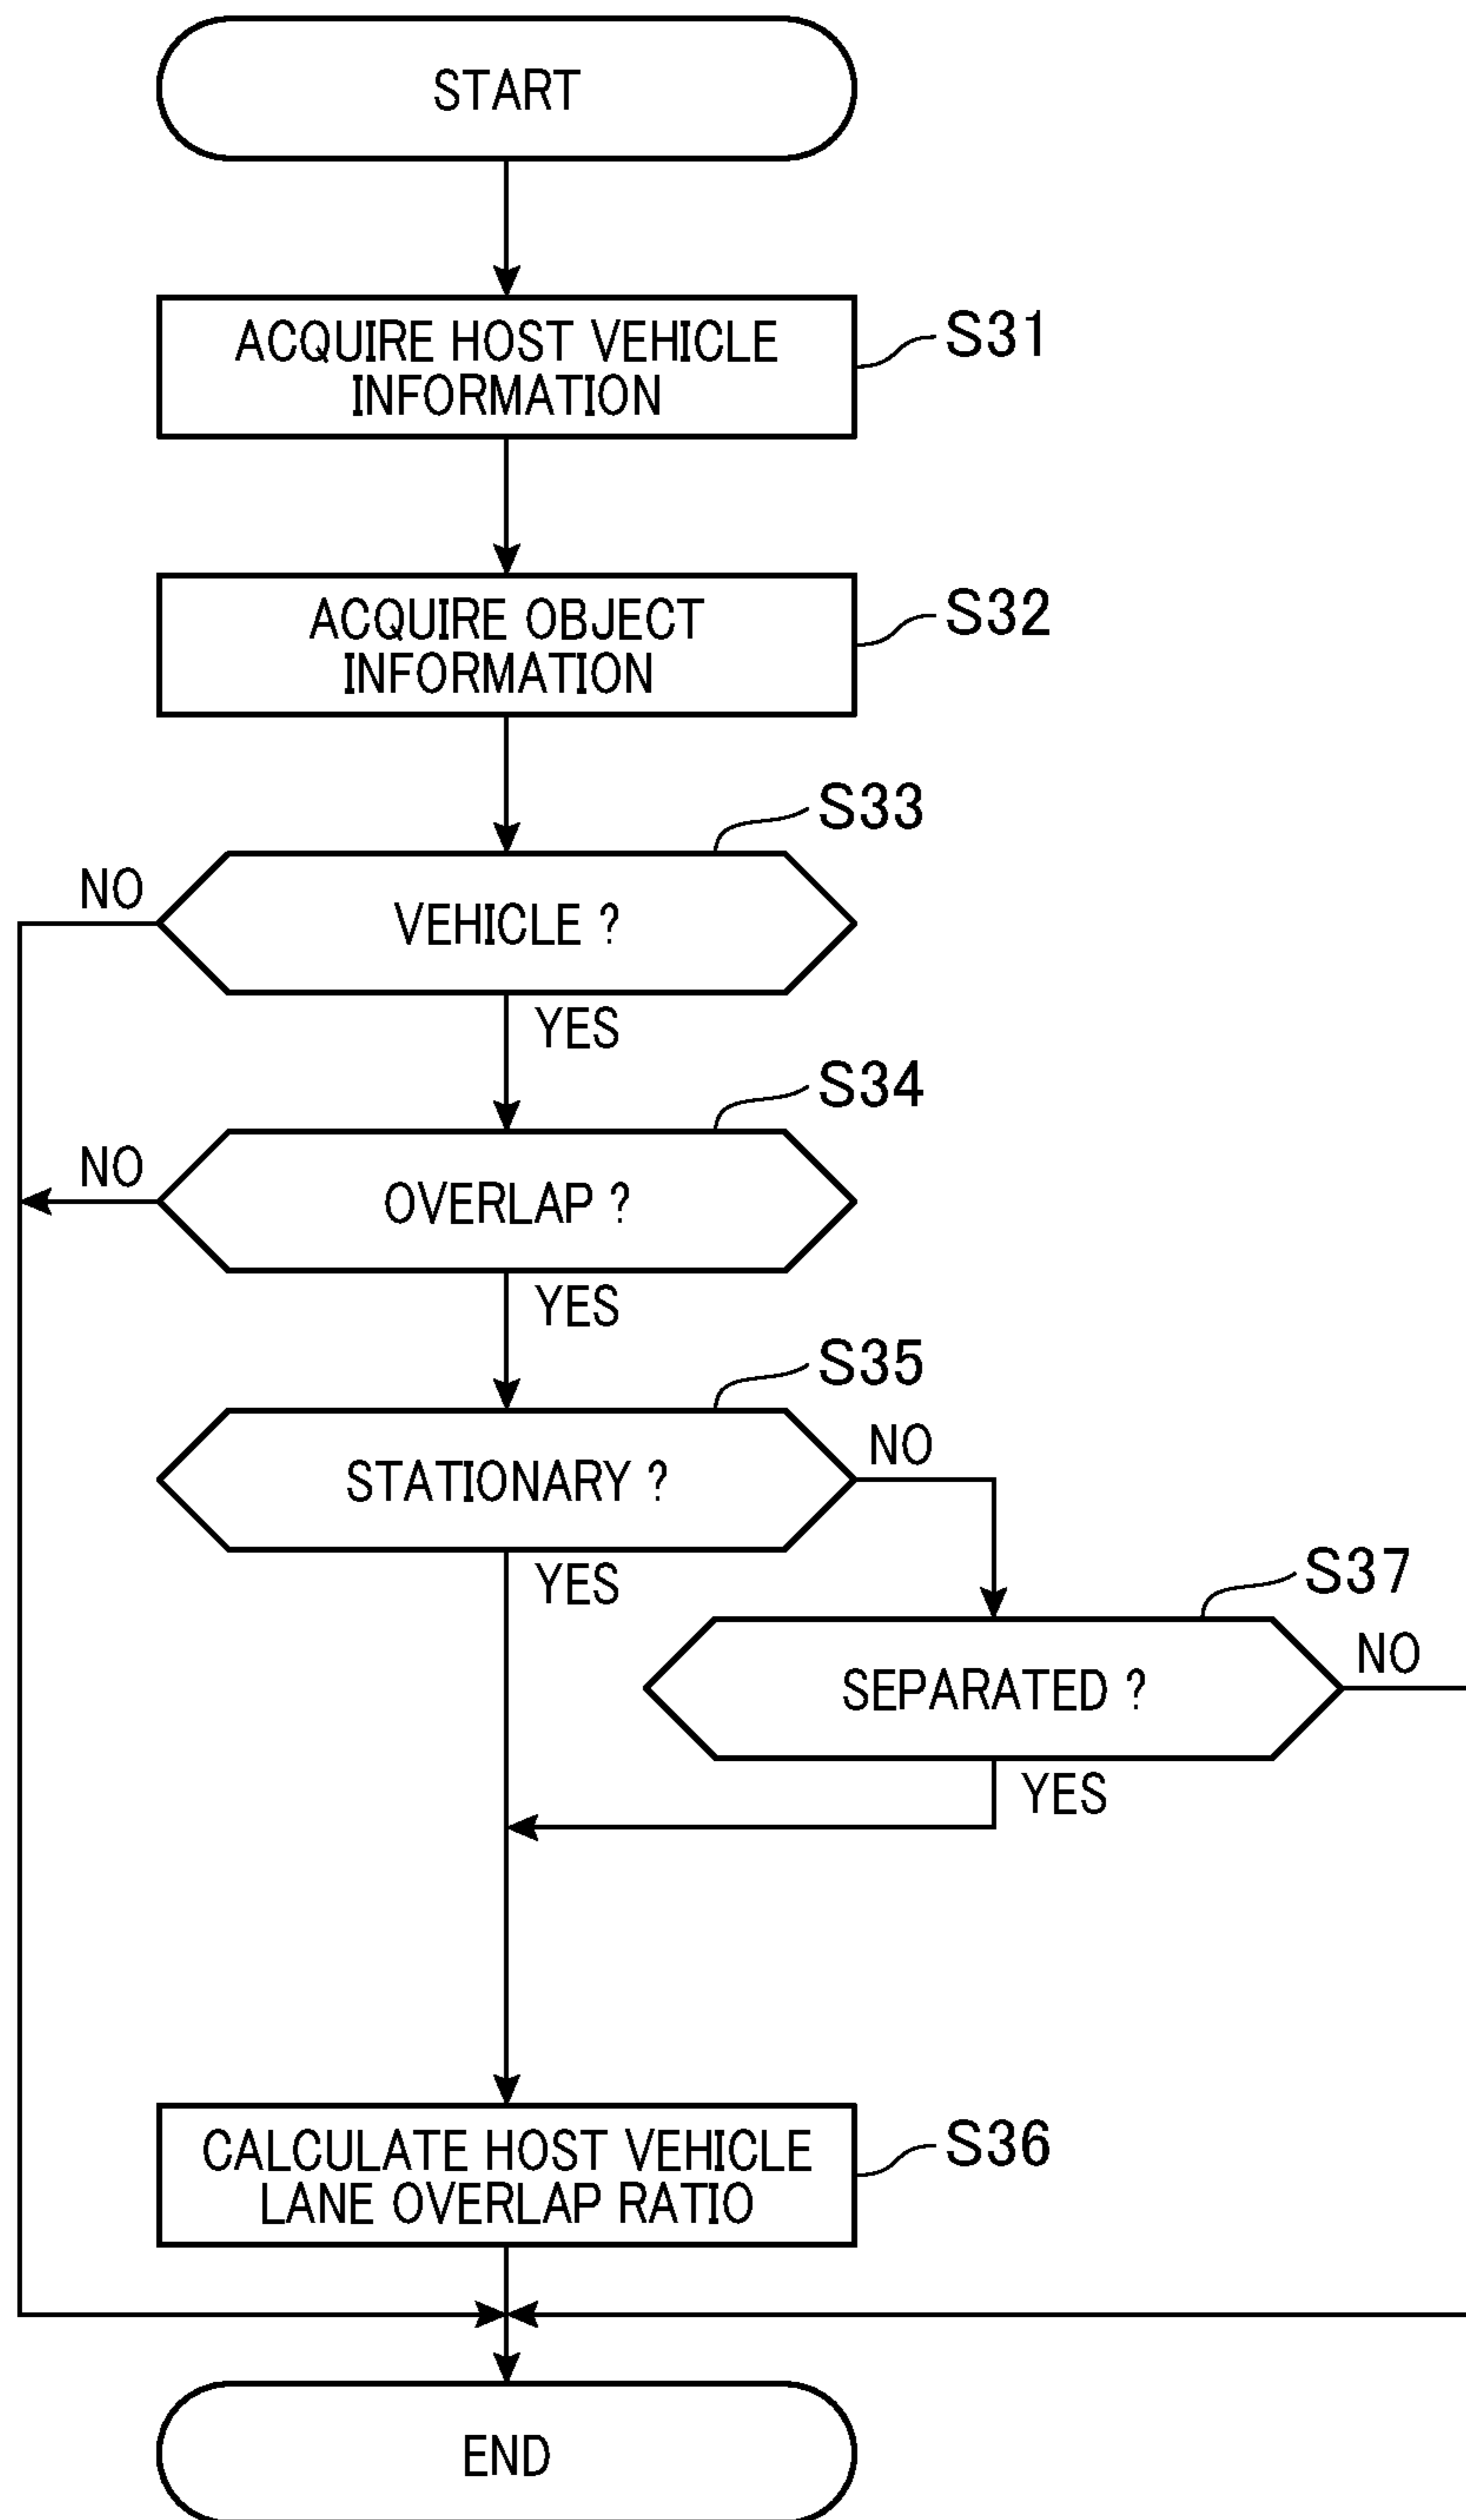 START
ACQUIRE HOST VEHICLE
INFORMATION
S31
ACQUIRE OBJECT
INFORMATION
S32
S33
NO
VEHICLE ?
YES
S34
NO
OVERLAP ?
YES
S35
STATIONARY ?
NO
YES
S37
SEPARATED ?
NO
YES
CALCULATE HOST VEHICLE
LANE OVERLAP RATIO
S36
END